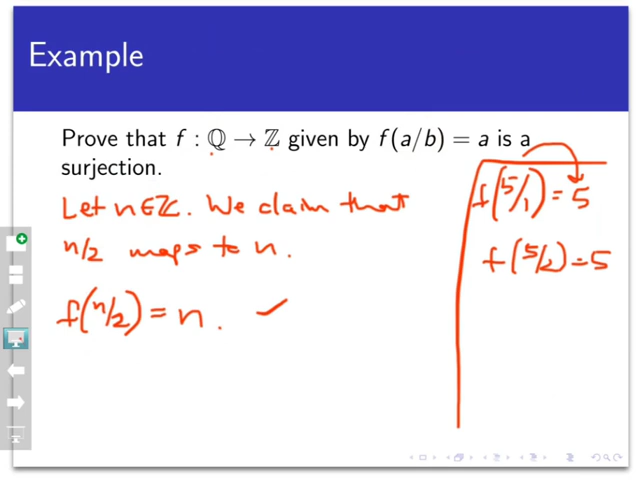 Example
Prove that f : ℚ → ℤ given by f(a/b) = a is a
surjection.
Let n∈ℤ. We claim that
n/2 maps to n.
f(n/2) = n. ✓
f(5/1) = 5
f(5/2) = 5